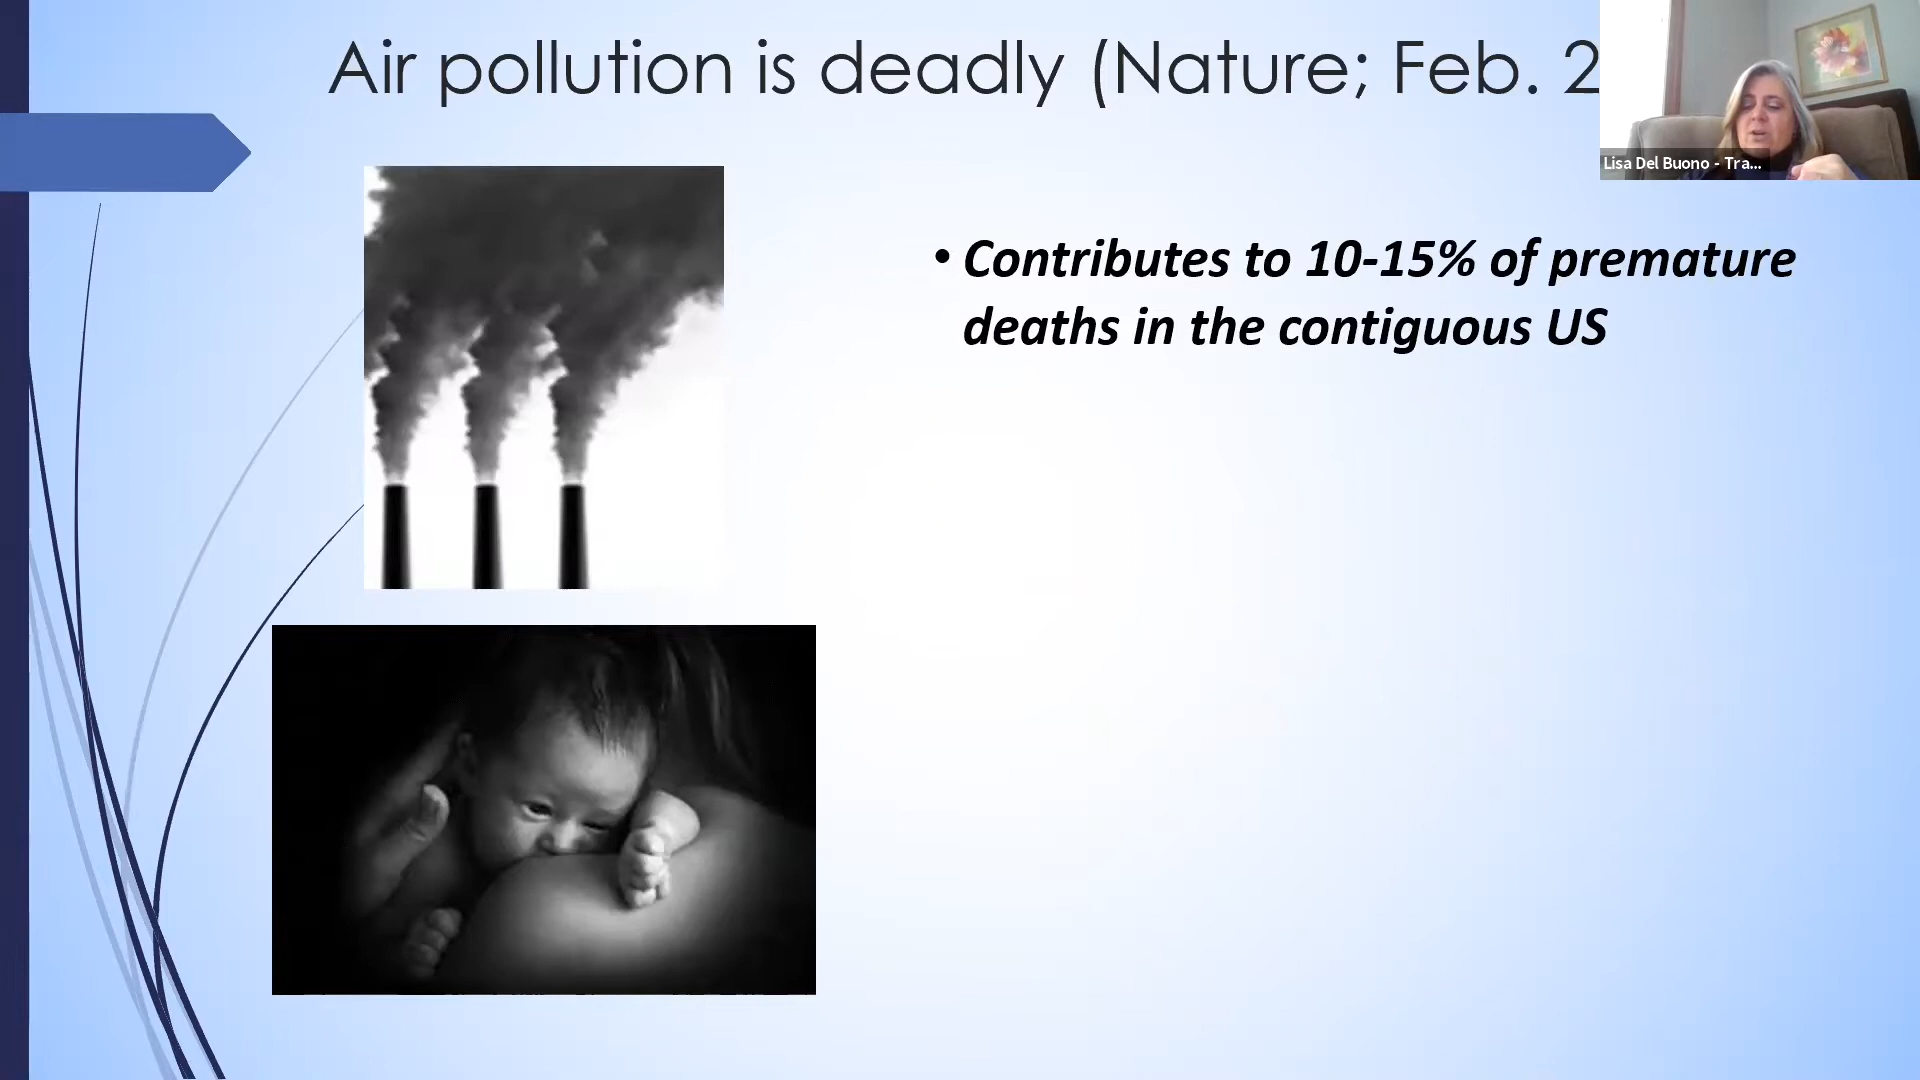 Air pollution is deadly (Nature; Feb. 2
Lisa Del Buono - Tra...
• Contributes to 10-15% of premature
deaths in the contiguous US